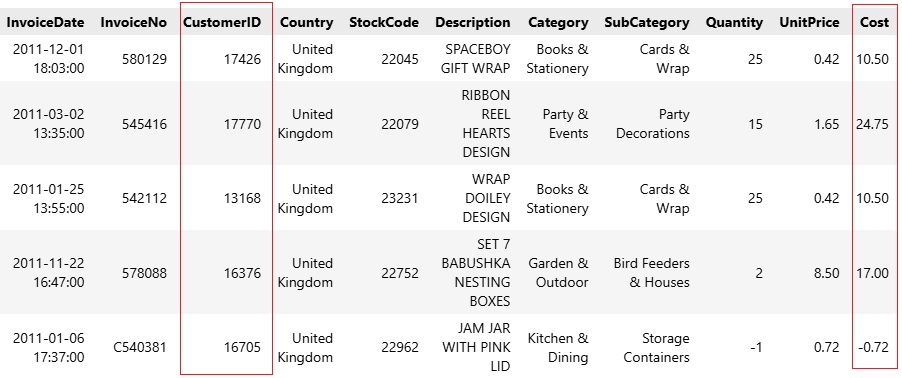 InvoiceDate InvoiceNo CustomerID Country StockCode Description Category SubCategory Quantity UnitPrice Cost
2011-12-01 18:03:00 580129 17426 United Kingdom 22045 SPACEBOY GIFT WRAP Books & Stationery Cards & Wrap 25 0.42 10.50
2011-03-02 13:35:00 545416 17770 United Kingdom 22079 RIBBON REEL HEARTS DESIGN Party & Events Party Decorations 15 1.65 24.75
2011-01-25 13:55:00 542112 13168 United Kingdom 23231 WRAP DOILEY DESIGN Books & Stationery Cards & Wrap 25 0.42 10.50
2011-11-22 16:47:00 578088 16376 United Kingdom 22752 SET 7 BABUSHKA NESTING BOXES Garden & Outdoor Bird Feeders & Houses 2 8.50 17.00
2011-01-06 17:37:00 C540381 16705 United Kingdom 22962 JAM JAR WITH PINK LID Kitchen & Dining Storage Containers -1 0.72 -0.72